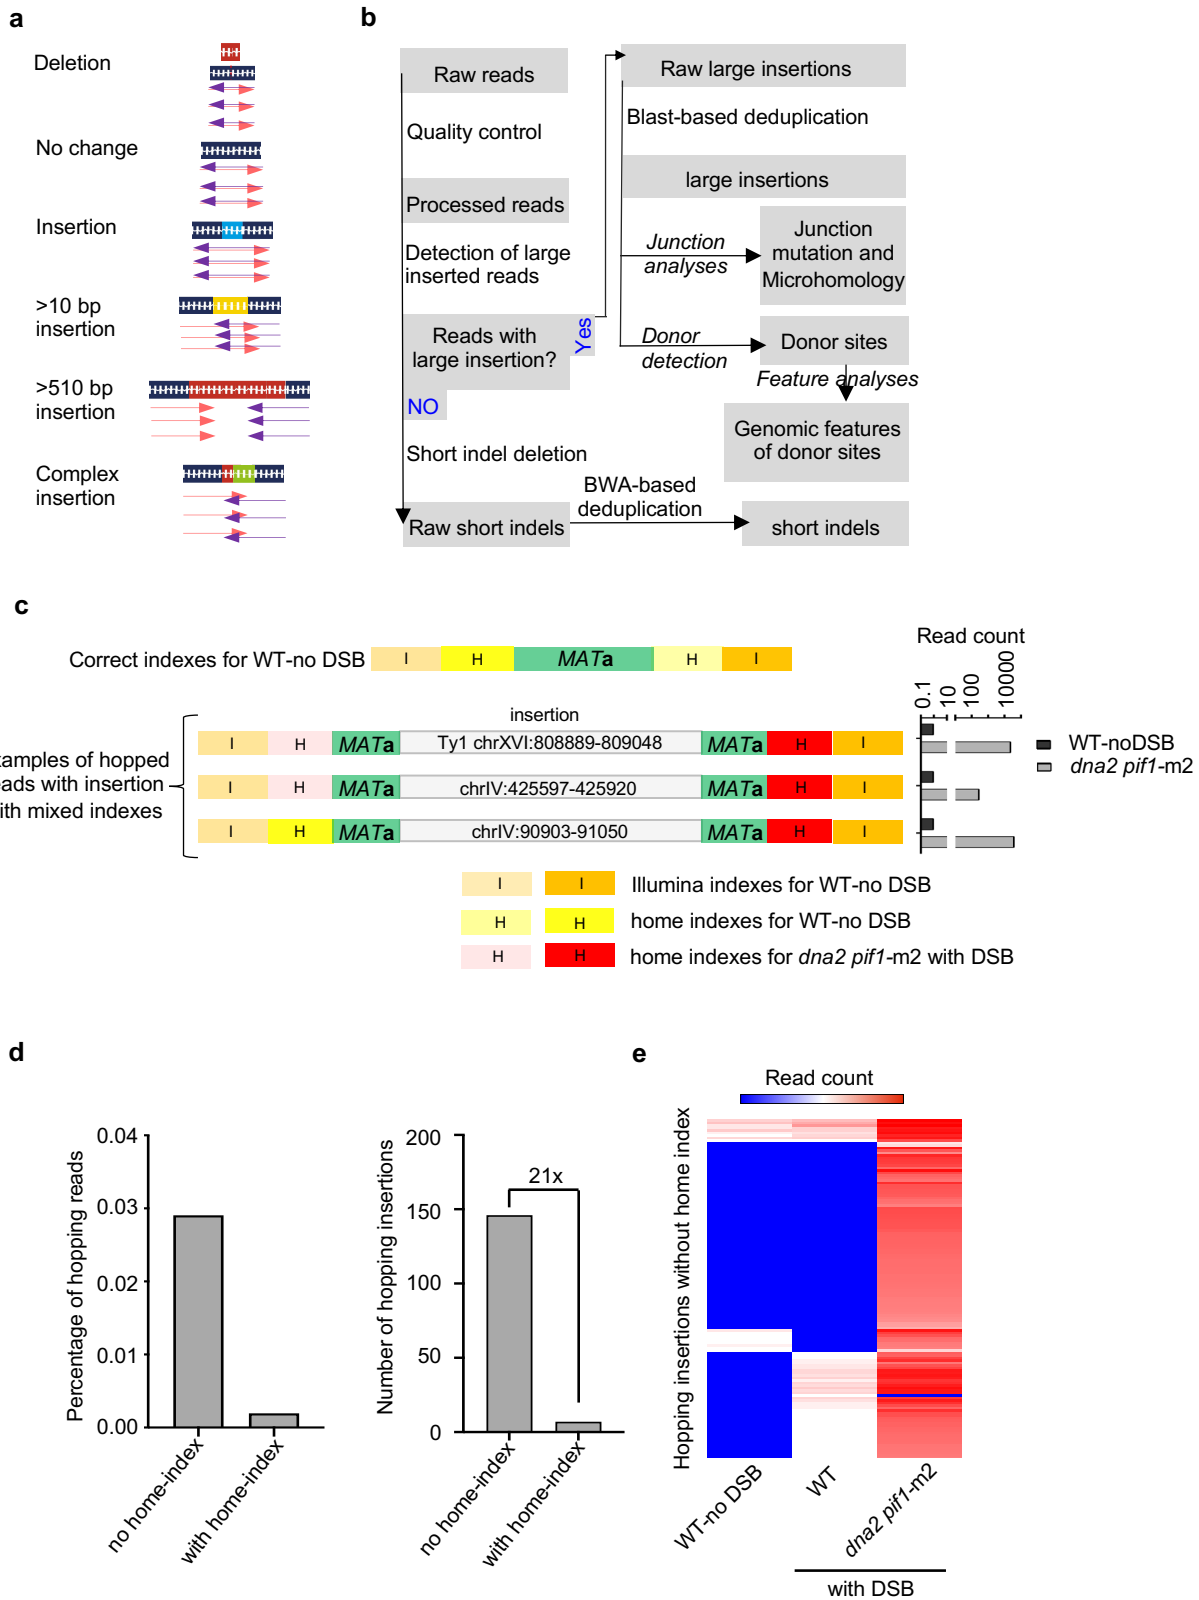 a
Deletion
No change
Insertion
>10 bp
insertion
>510 bp
insertion
Complex
insertion
b
Raw reads
Quality control
Processed reads
Detection of large
inserted reads
Reads with
large insertion?
Yes
NO
Short indel deletion
Raw short indels
BWA-based
deduplication
short indels
Raw large insertions
Blast-based deduplication
large insertions
Junction
analyses
Junction
mutation and
Microhomology
Donor
detection
Donor sites
Feature analyses
Genomic features
of donor sites
c
Correct indexes for WT-no DSB
I H MATa H I
insertion
xamples of hopped
eads with insertion
ith mixed indexes
I H MATa Ty1 chrXVI:808889-809048 MATa H I
I H MATa chrIV:425597-425920 MATa H I
I H MATa chrIV:90903-91050 MATa H I
Read count
0.1 10 100 10000
WT-noDSB
dna2 pif1-m2
I I Illumina indexes for WT-no DSB
H H home indexes for WT-no DSB
H H home indexes for dna2 pif1-m2 with DSB
d
Percentage of hopping reads
0.04
0.03
0.02
0.01
0.00
no home-index
with home-index
Number of hopping insertions
200
150
100
50
0
21x
no home-index
with home-index
e
Read count
Hopping insertions without home index
WT-no DSB
WT
dna2 pif1-m2
with DSB